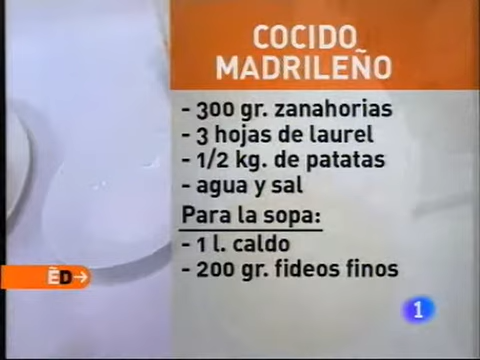 COCIDO
MADRILEÑO
- 300 gr. zanahorias
- 3 hojas de laurel
- 1/2 kg. de patatas
- agua y sal
Para la sopa:
- 1 l. caldo
- 200 gr. fideos finos
ED→
1